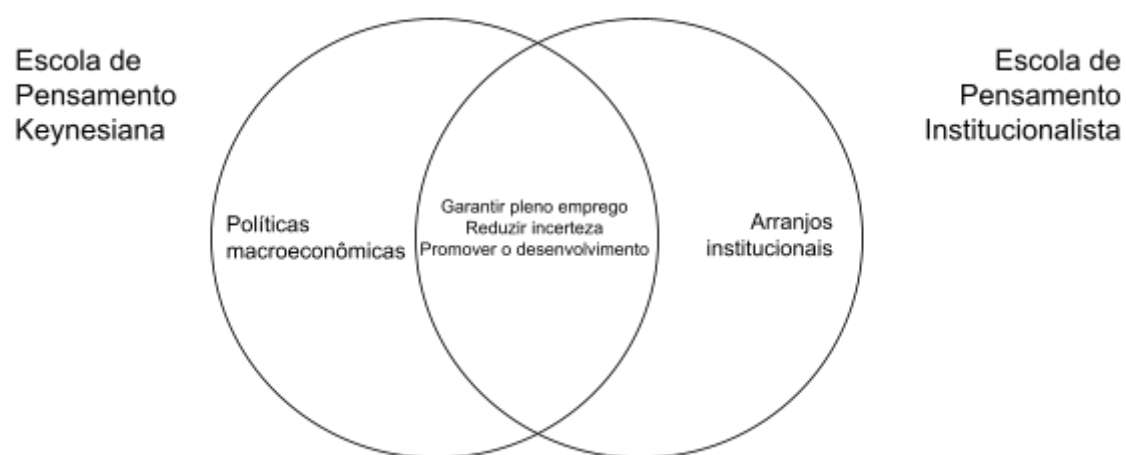 Escola de
Pensamento
Keynesiana
Escola de
Pensamento
Institucionalista
Políticas
macroeconômicas
Garantir pleno emprego
Reduzir incerteza
Promover o desenvolvimento
Arranjos
institucionais